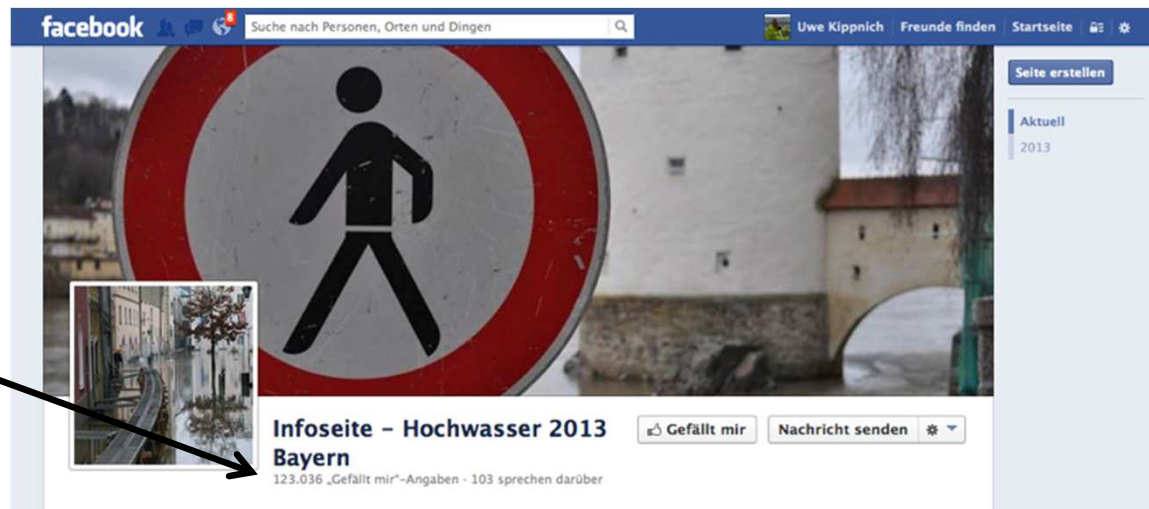 facebook 8 Suche nach Personen, Orten und Dingen Uwe Kippnich Freunde finden Startseite
Seite erstellen
Aktuell
2013
Infoseite – Hochwasser 2013
Bayern
Gefällt mir Nachricht senden
123.036 „Gefällt mir“-Angaben · 103 sprechen darüber